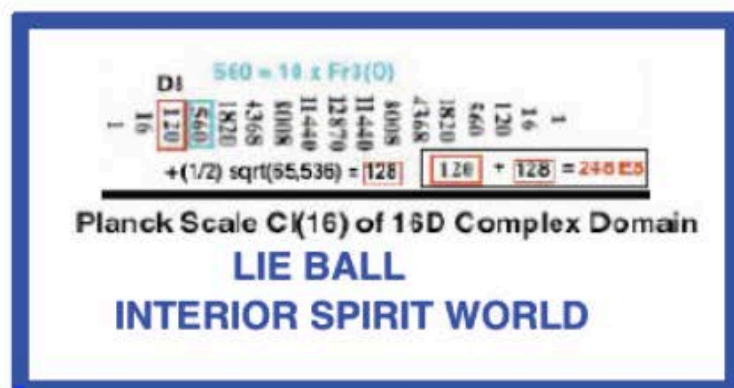 560 = 10 x Fr3(O)
D8
1 16 120 560 1820 4368 8008 11440 12870 11440 8008 4368 1820 560 120 16 1
+(1/2) sqrt(65,536) = 128 120 + 128 = 248 E8
Planck Scale Cl(16) of 16D Complex Domain
LIE BALL
INTERIOR SPIRIT WORLD